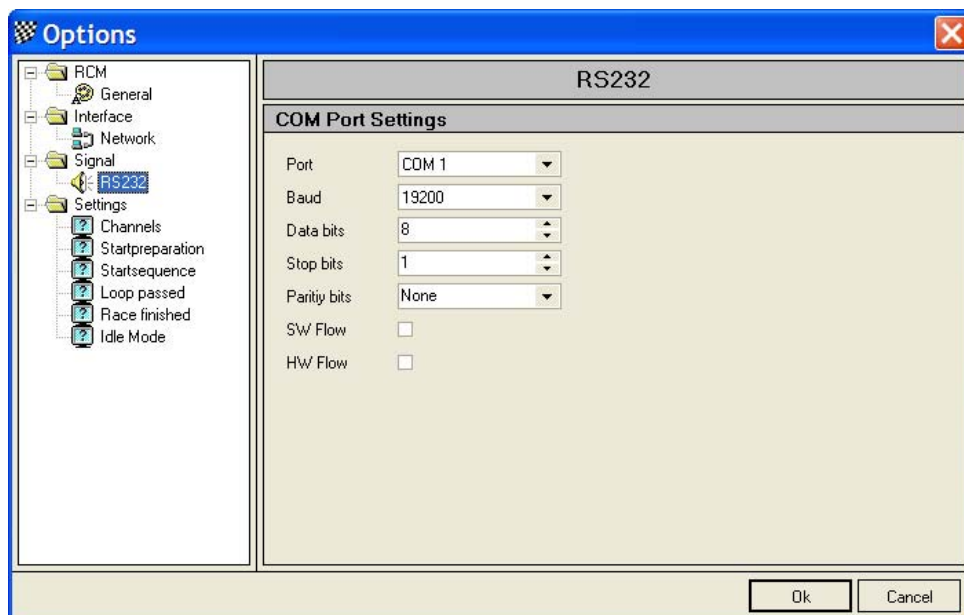 Options
RCM
General
Interface
Network
Signal
RS232
Settings
Channels
Startpreparation
Startsequence
Loop passed
Race finished
Idle Mode
RS232
COM Port Settings
Port COM 1
Baud 19200
Data bits 8
Stop bits 1
Paritiy bits None
SW Flow
HW Flow
Ok Cancel